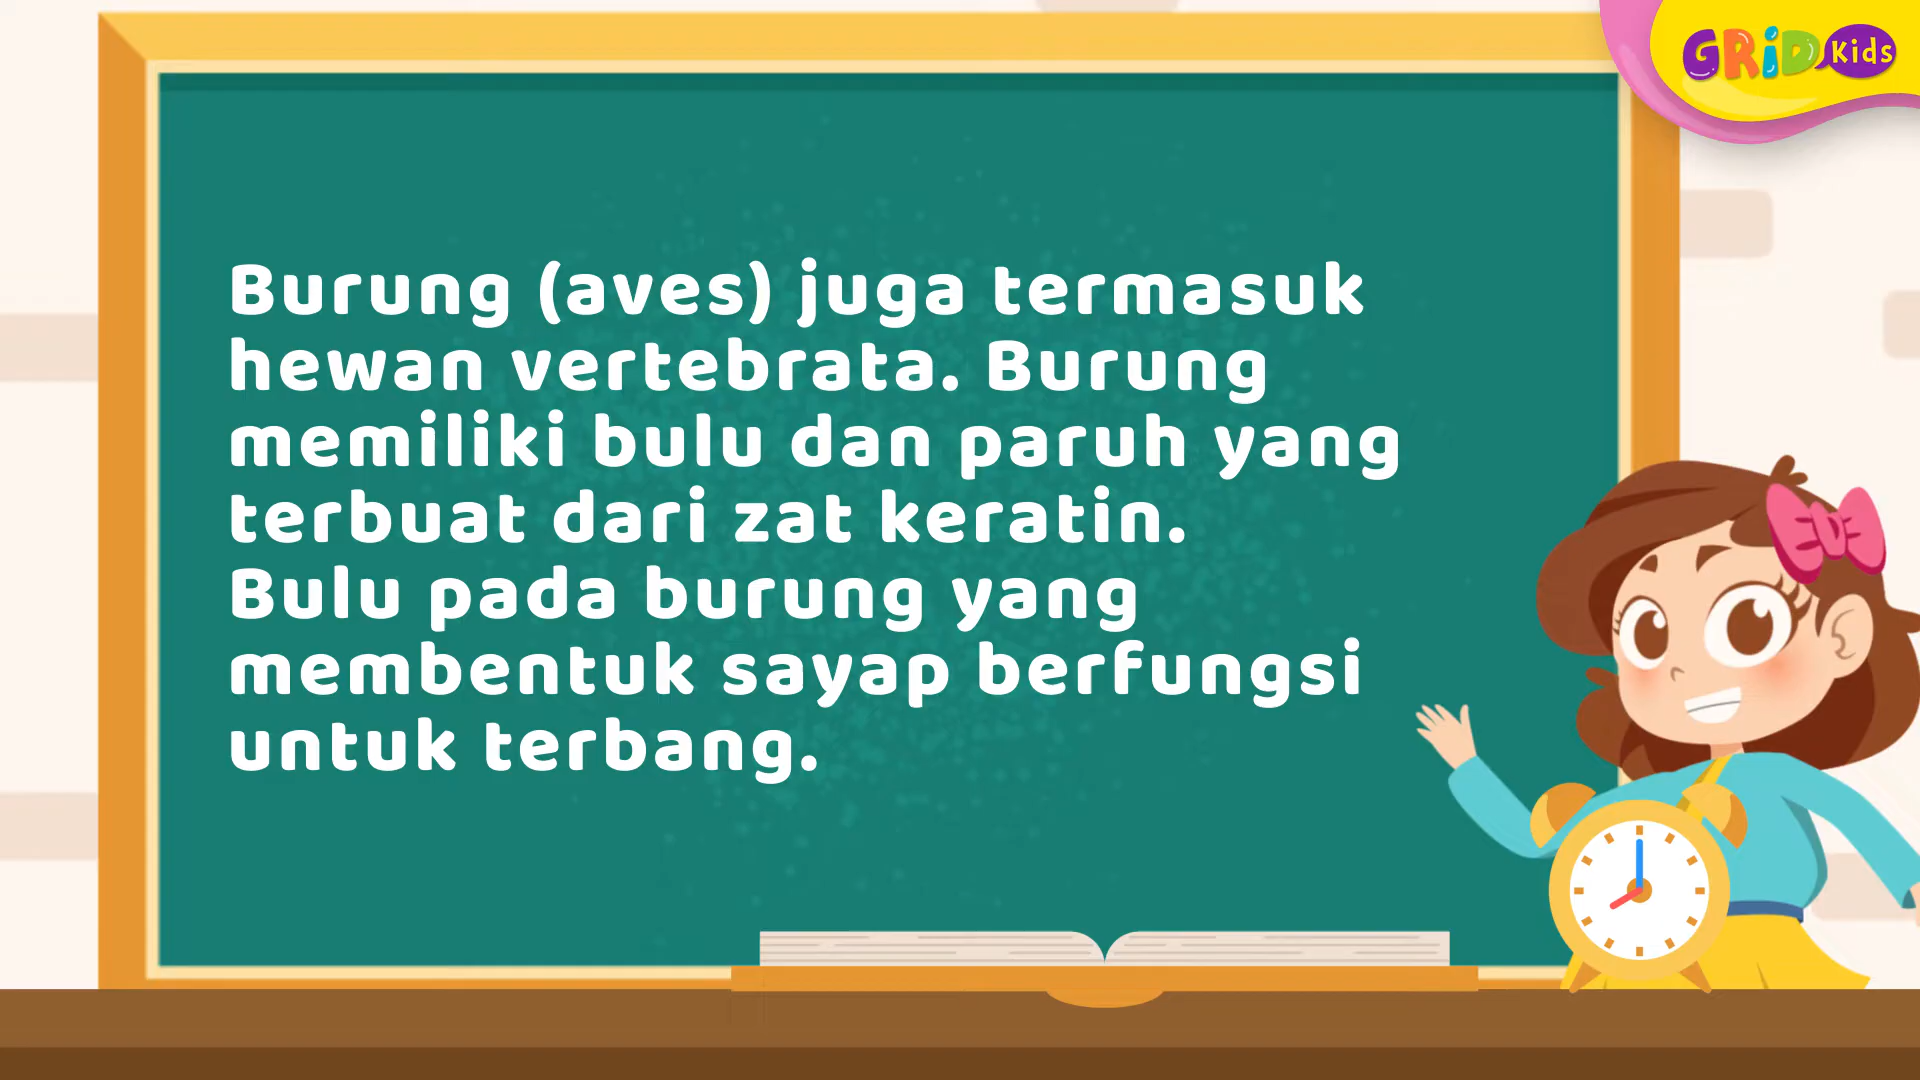 GRiD Kids
Burung (aves) juga termasuk
hewan vertebrata. Burung
memiliki bulu dan paruh yang
terbuat dari zat keratin.
Bulu pada burung yang
membentuk sayap berfungsi
untuk terbang.